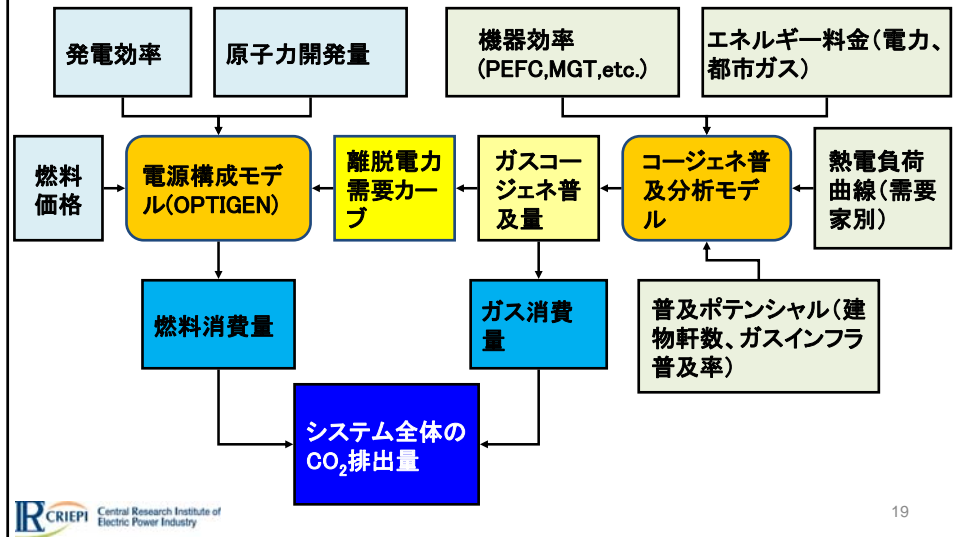 発電効率
原子力開発量
機器効率
(PEFC,MGT,etc.)
エネルギー料金(電力、
都市ガス)
燃料
価格
電源構成モデ
ル(OPTIGEN)
離脱電力
需要カー
ブ
ガスコー
ジェネ普
及量
コージェネ普
及分析モデ
ル
熱電負荷
曲線(需要
家別)
燃料消費量
ガス消費
量
普及ポテンシャル(建
物軒数、ガスインフラ
普及率)
システム全体の
CO₂排出量
CRIEPI
Central Research Institute of
Electric Power Industry
19